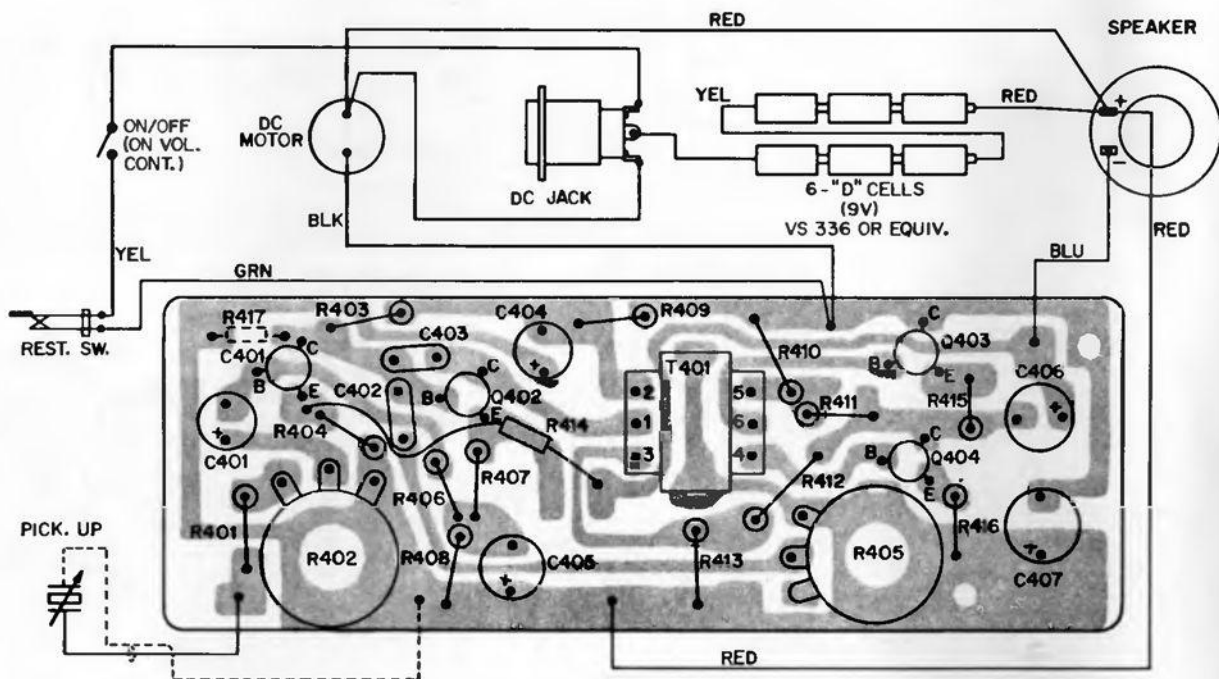 RED
SPEAKER
YEL
RED
+
-
ON/OFF
(ON VOL.
CONT.)
DC
MOTOR
DC JACK
6-"D" CELLS
(9V)
VS 336 OR EQUIV.
BLK
RED
BLU
YEL
GRN
REST. SW.
R417
R403
C404
R409
Q403
C
C401
C
C403
+
T401
R410
B
E
C406
B
E
C402
C
B
Q402
E
2
5
R415
+
R404
R414
1
6
R411
C
+
C401
3
4
B
Q404
E
R407
R406
R412
R401
R416
PICK. UP
R402
R408
+
C405
R413
R405
+
C407
RED